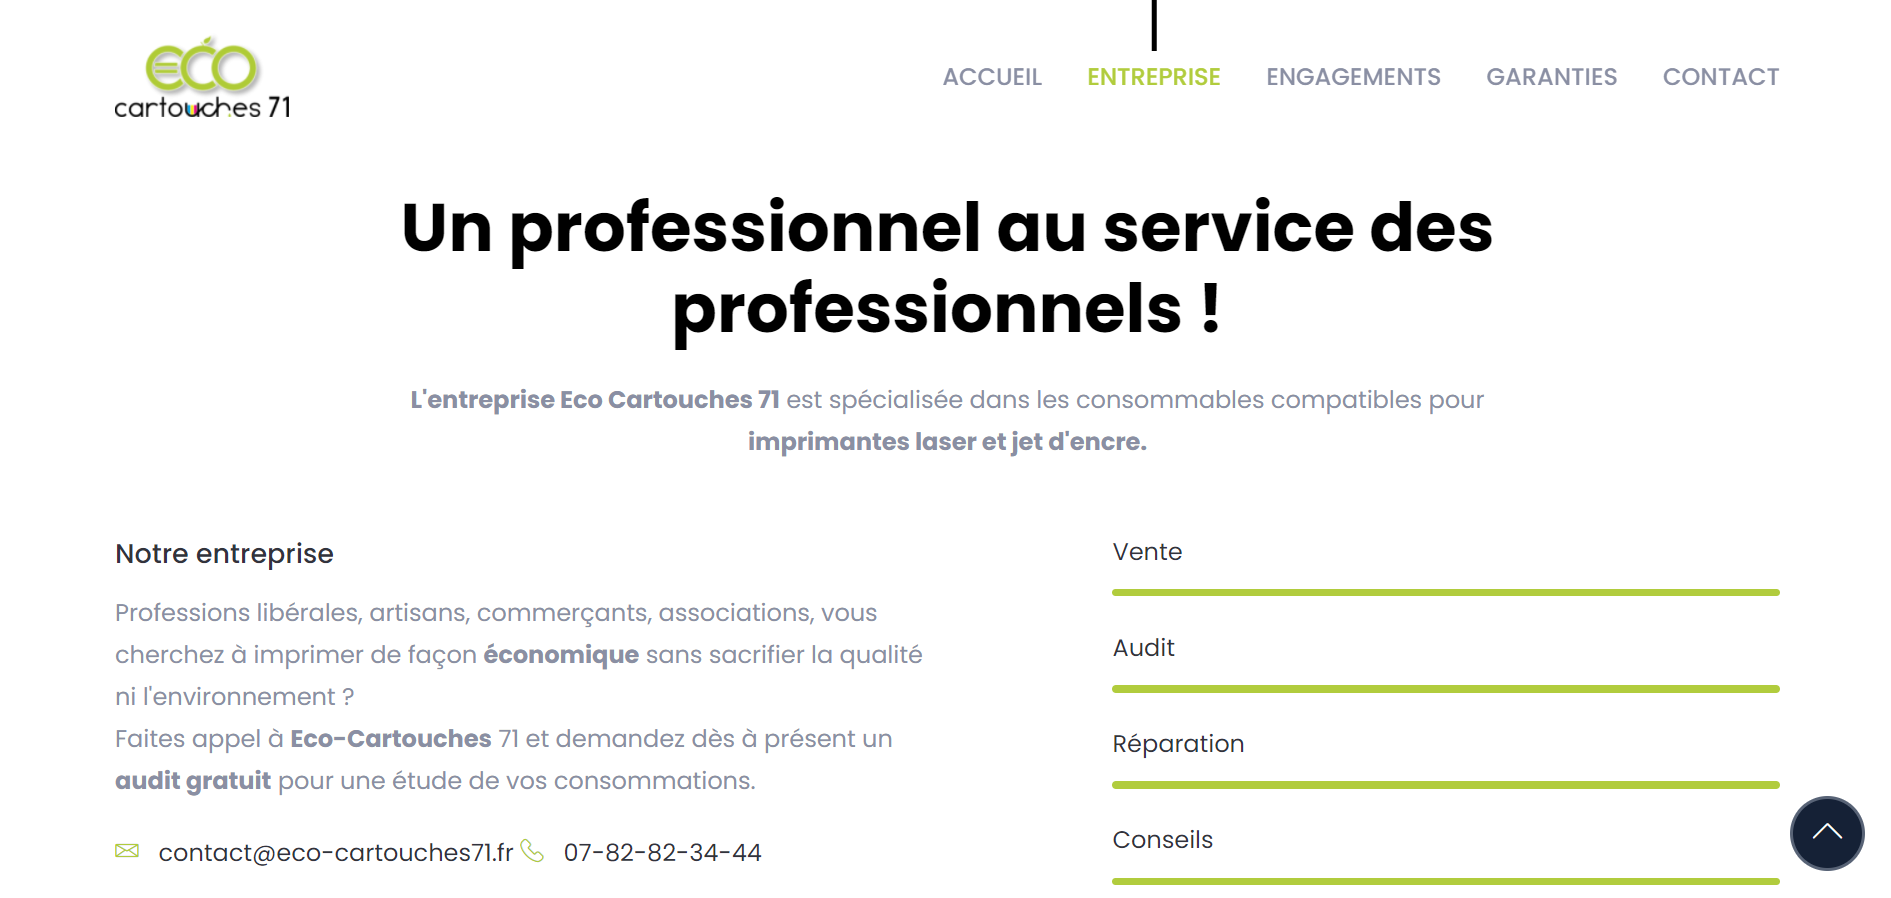 eco
cartouches 71
ACCUEIL
ENTREPRISE
ENGAGEMENTS
GARANTIES
CONTACT
Un professionnel au service des
professionnels !
L'entreprise Eco Cartouches 71 est spécialisée dans les consommables compatibles pour
imprimantes laser et jet d'encre.
Notre entreprise
Professions libérales, artisans, commerçants, associations, vous
cherchez à imprimer de façon économique sans sacrifier la qualité
ni l'environnement ?
Faites appel à Eco-Cartouches 71 et demandez dès à présent un
audit gratuit pour une étude de vos consommations.
contact@eco-cartouches71.fr 07-82-82-34-44
Vente
Audit
Réparation
Conseils